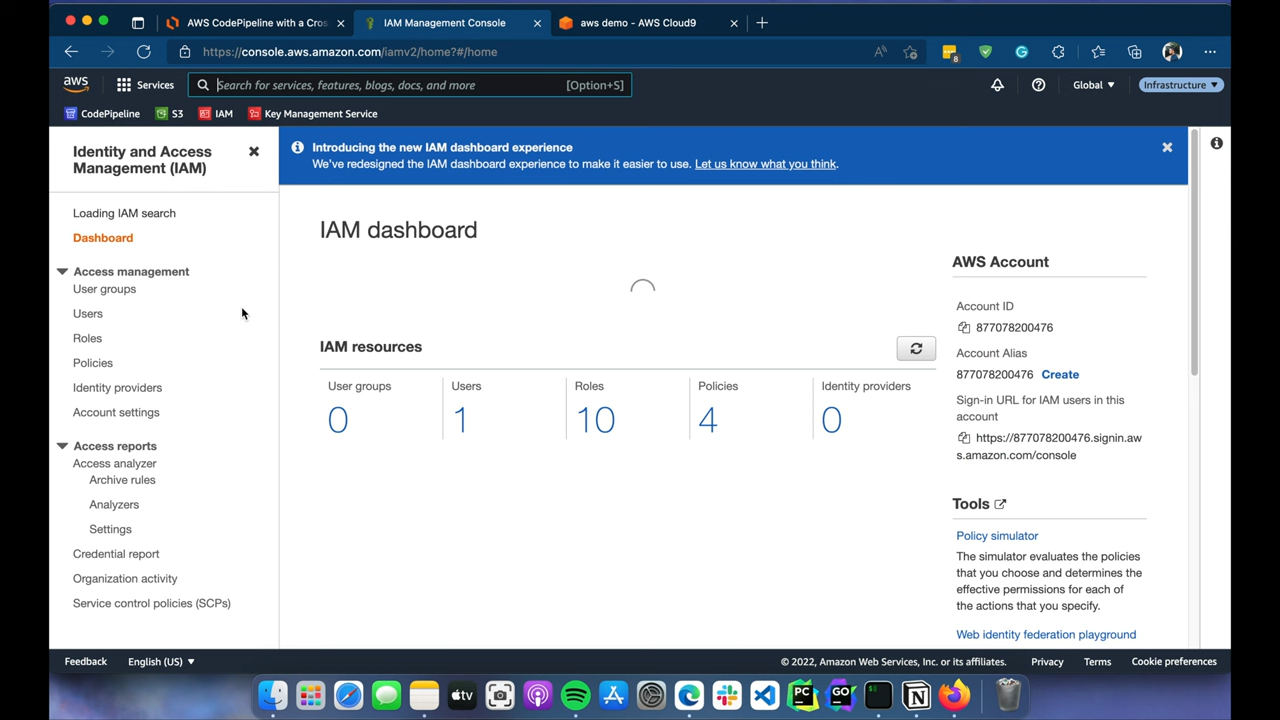 AWS CodePipeline with a Cros
IAM Management Console
aws demo - AWS Cloud9
https://console.aws.amazon.com/iamv2/home?#/home
8
aws
Services
Search for services, features, blogs, docs, and more
[Option+S]
Global
Infrastructure
CodePipeline
S3
IAM
Key Management Service
Identity and Access
Management (IAM)
Loading IAM search
Dashboard
Access management
User groups
Users
Roles
Policies
Identity providers
Account settings
Access reports
Access analyzer
Archive rules
Analyzers
Settings
Credential report
Organization activity
Service control policies (SCPs)
Introducing the new IAM dashboard experience
We've redesigned the IAM dashboard experience to make it easier to use. Let us know what you think.
IAM dashboard
IAM resources
User groups
0
Users
1
Roles
10
Policies
4
Identity providers
0
AWS Account
Account ID
877078200476
Account Alias
877078200476 Create
Sign-in URL for IAM users in this
account
https://877078200476.signin.aw
s.amazon.com/console
Tools
Policy simulator
The simulator evaluates the policies
that you choose and determines the
effective permissions for each of
the actions that you specify.
Web identity federation playground
Feedback
English (US)
© 2022, Amazon Web Services, Inc. or its affiliates.
Privacy
Terms
Cookie preferences
tv
PC
GO